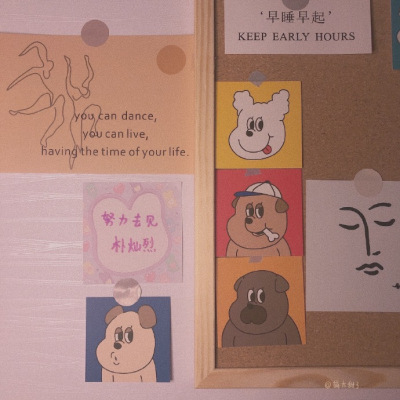 ‘早睡早起’
KEEP EARLY HOURS
you can dance,
you can live,
having the time of your life.
努力去见
朴灿烈